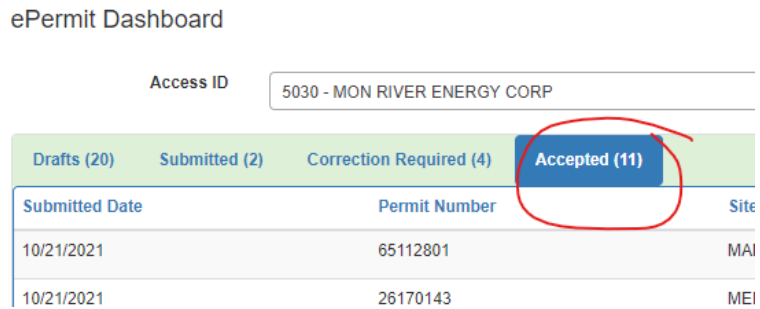 ePermit Dashboard
Access ID 5030 - MON RIVER ENERGY CORP
Drafts (20) Submitted (2) Correction Required (4) Accepted (11)
Submitted Date Permit Number Site
10/21/2021 65112801
10/21/2021 26170143